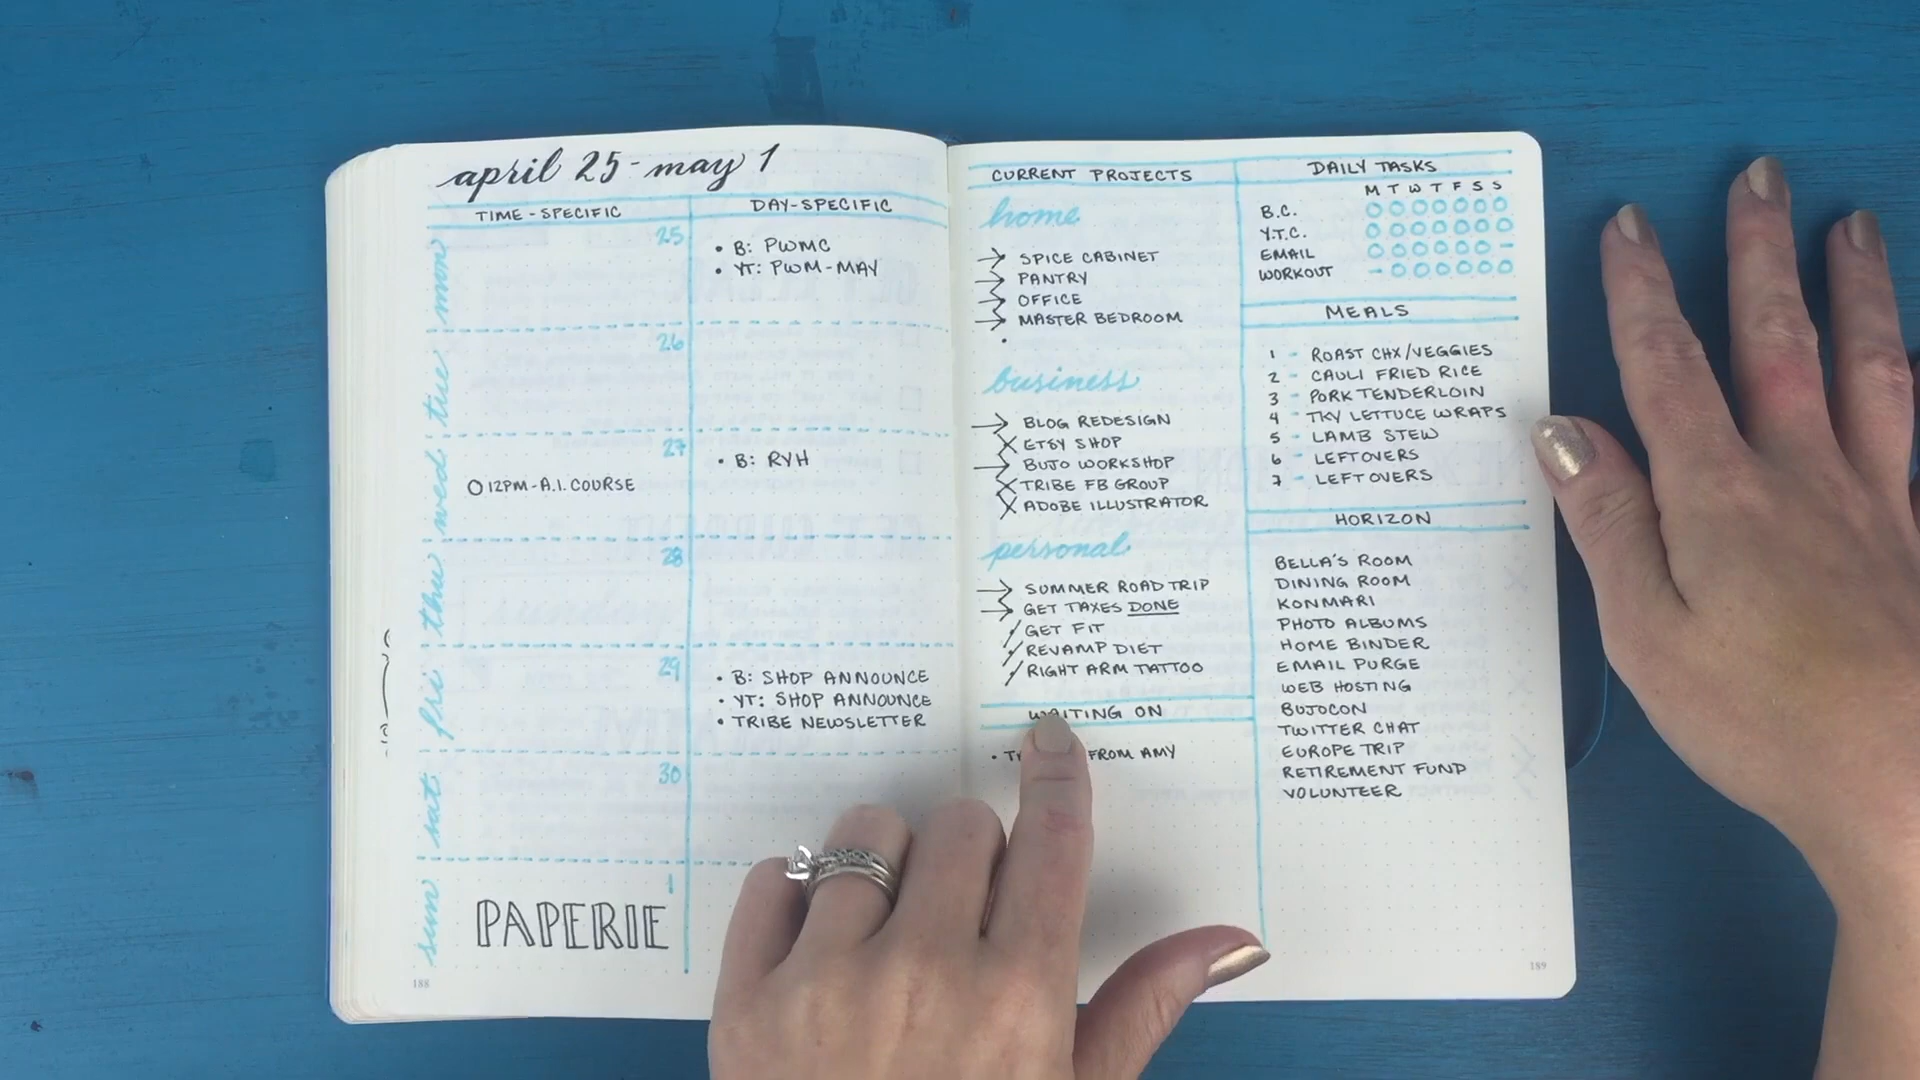 april 25 - may 1
TIME-SPECIFIC
DAY-SPECIFIC
mon
25
• B: PWMC
• YT: PWM-MAY
tue
26
wed
27
O 12PM-A.I. COURSE
• B: RYH
thu
28
fri
29
• B: SHOP ANNOUNCE
• YT: SHOP ANNOUNCE
• TRIBE NEWSLETTER
sat
30
sun
1
PAPERIE
188
CURRENT PROJECTS
home
→ SPICE CABINET
→ PANTRY
→ OFFICE
→ MASTER BEDROOM
•
business
→ BLOG REDESIGN
X ETSY SHOP
→ BUJO WORKSHOP
X TRIBE FB GROUP
X ADOBE ILLUSTRATOR
personal
→ SUMMER ROAD TRIP
→ GET TAXES DONE
/ GET FIT
/ REVAMP DIET
/ RIGHT ARM TATTOO
WAITING ON
• FROM AMY
DAILY TASKS
M T W T F S S
B.C.
Y.T.C.
EMAIL
WORKOUT
MEALS
1 - ROAST CHX/VEGGIES
2 - CAULI FRIED RICE
3 - PORK TENDERLOIN
4 - TKY LETTUCE WRAPS
5 - LAMB STEW
6 - LEFTOVERS
7 - LEFTOVERS
HORIZON
BELLA'S ROOM
DINING ROOM
KONMARI
PHOTO ALBUMS
HOME BINDER
EMAIL PURGE
WEB HOSTING
BUJOCON
TWITTER CHAT
EUROPE TRIP
RETIREMENT FUND
VOLUNTEER
189